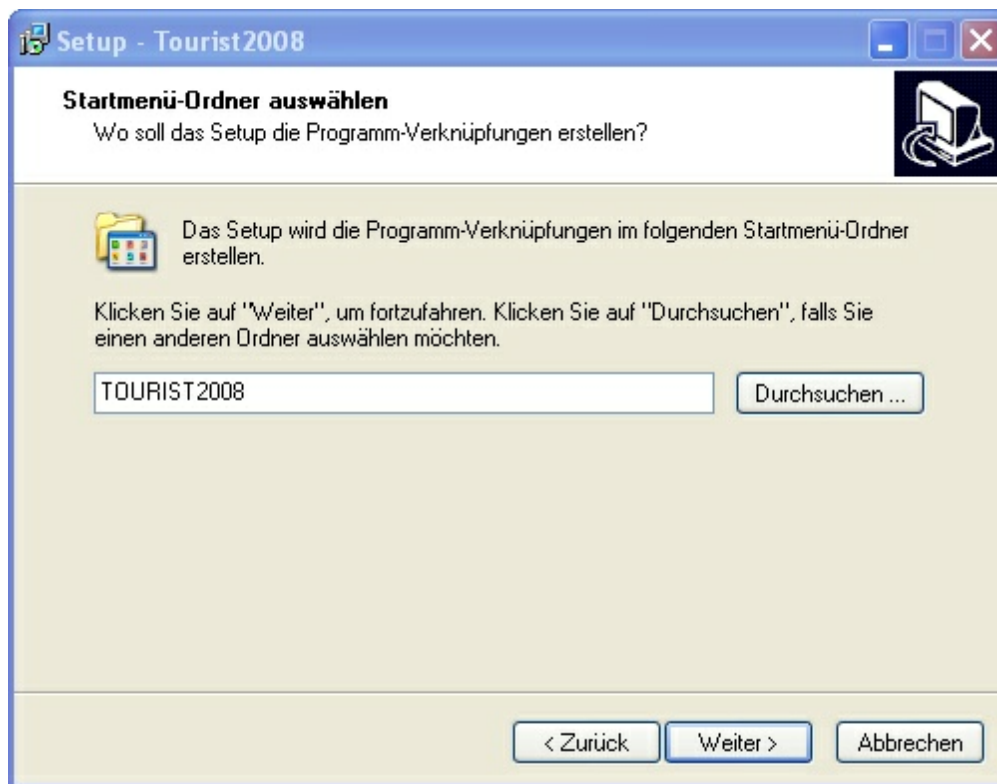 Setup - Tourist2008
Startmenü-Ordner auswählen
Wo soll das Setup die Programm-Verknüpfungen erstellen?
Das Setup wird die Programm-Verknüpfungen im folgenden Startmenü-Ordner
erstellen.
Klicken Sie auf "Weiter", um fortzufahren. Klicken Sie auf "Durchsuchen", falls Sie
einen anderen Ordner auswählen möchten.
TOURIST2008
Durchsuchen ...
< Zurück
Weiter >
Abbrechen